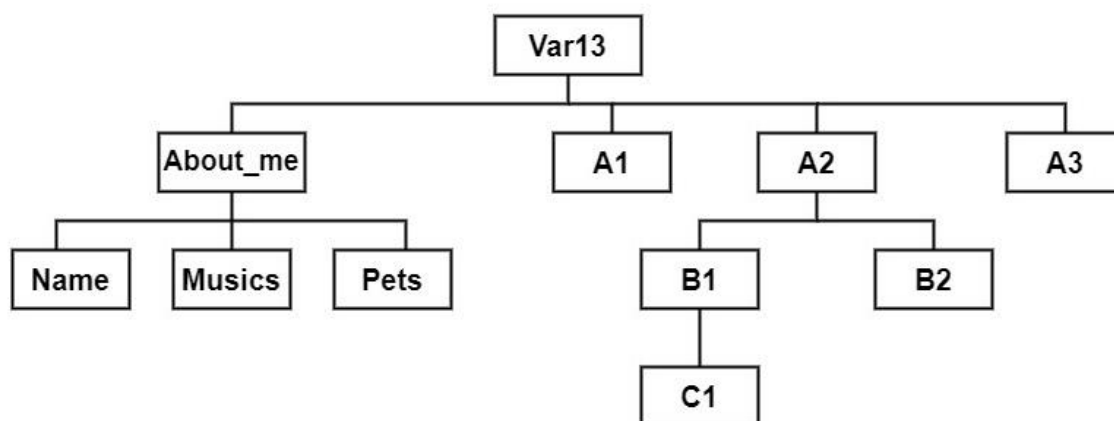 Var13
About_me
A1
A2
A3
Name
Musics
Pets
B1
B2
C1